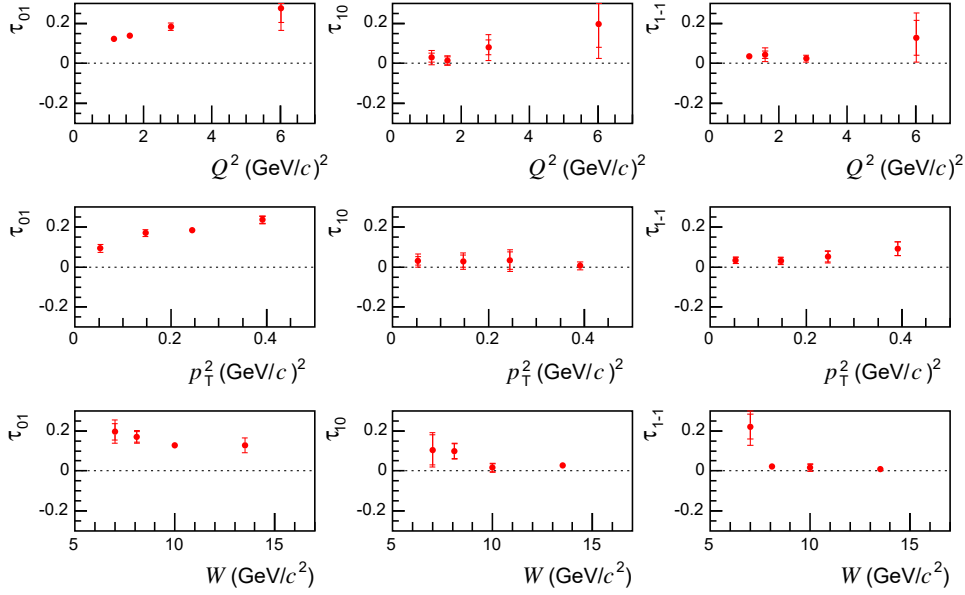 τ₀₁ 0.2 0 -0.2 0 2 4 6 Q² (GeV/c)²
τ₁₀ 0.2 0 -0.2 0 2 4 6 Q² (GeV/c)²
τ₁₋₁ 0.2 0 -0.2 0 2 4 6 Q² (GeV/c)²
τ₀₁ 0.2 0 -0.2 0 0.2 0.4 p_T² (GeV/c)²
τ₁₀ 0.2 0 -0.2 0 0.2 0.4 p_T² (GeV/c)²
τ₁₋₁ 0.2 0 -0.2 0 0.2 0.4 p_T² (GeV/c)²
τ₀₁ 0.2 0 -0.2 5 10 15 W (GeV/c²)
τ₁₀ 0.2 0 -0.2 5 10 15 W (GeV/c²)
τ₁₋₁ 0.2 0 -0.2 5 10 15 W (GeV/c²)